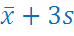 x̄ + 3s